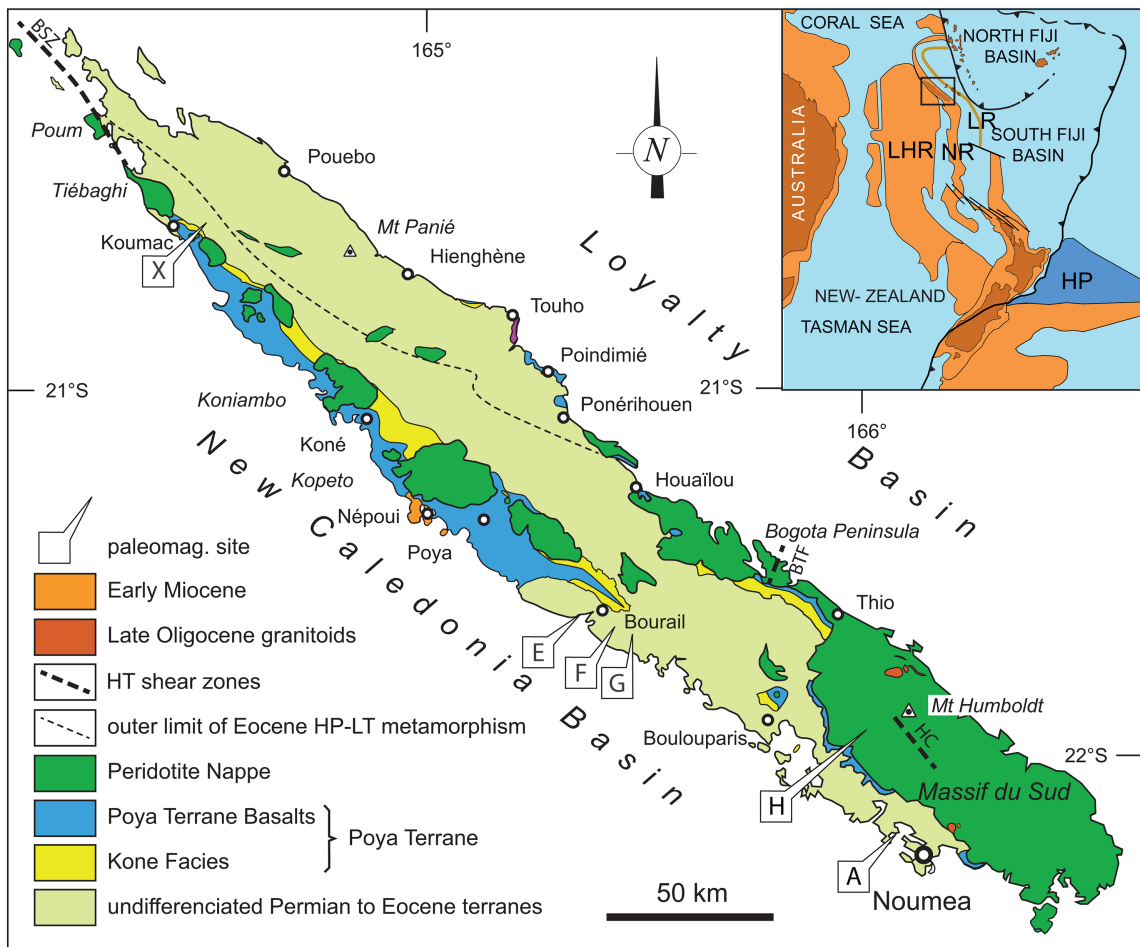 BSZ
165°
CORAL SEA
NORTH FIJI
BASIN
Poum
Pouebo
N
LR
SOUTH FIJI
BASIN
LHR
NR
AUSTRALIA
Tiébaghi
Mt Panié
Koumac
X
Hienghène
Loyalty
HP
NEW- ZEALAND
TASMAN SEA
Touho
Poindimié
21°S
21°S
Koniambo
Ponérihouen
166°
Koné
New
Basin
Kopeto
Houaïlou
Népoui
Caledonia
Bogota Peninsula
BTF
Poya
Thio
Bourail
E
F
G
Basin
Mt Humboldt
HC
Boulouparis
22°S
H
Massif du Sud
A
Noumea
50 km
paleomag. site
Early Miocene
Late Oligocene granitoids
HT shear zones
outer limit of Eocene HP-LT metamorphism
Peridotite Nappe
Poya Terrane Basalts
Poya Terrane
Kone Facies
undifferenciated Permian to Eocene terranes